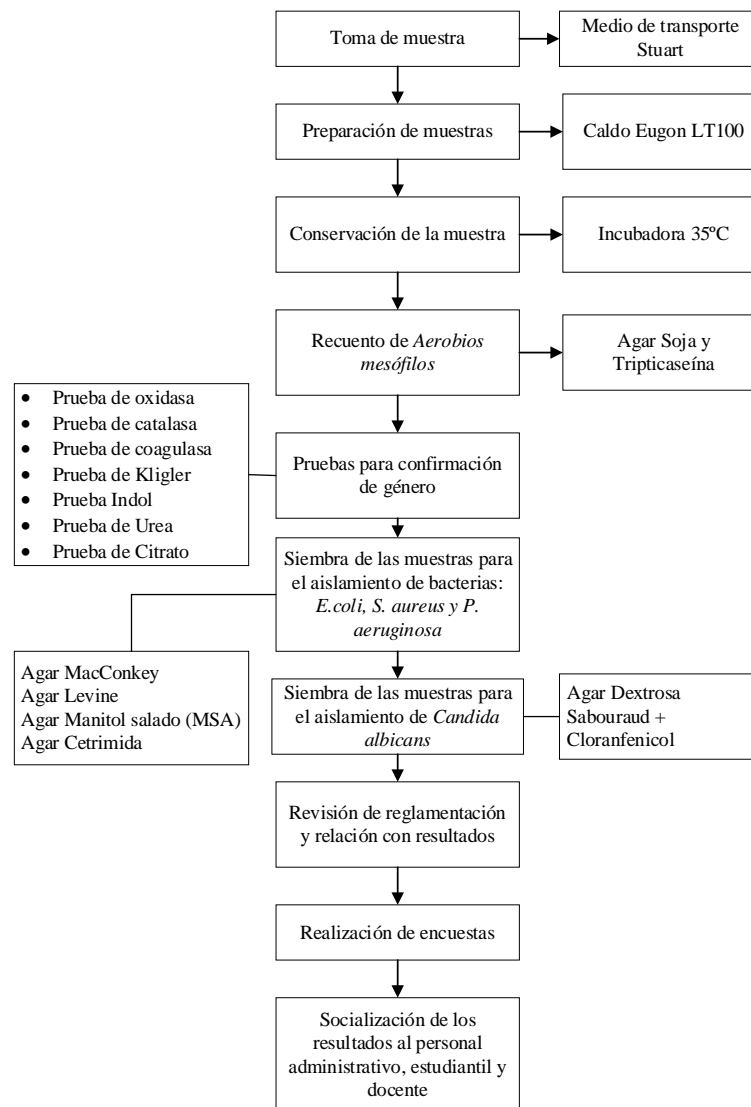 Toma de muestra
Medio de transporte
Stuart
Preparación de muestras
Caldo Eugon LT100
Conservación de la muestra
Incubadora 35ºC
Recuento de Aerobios
mesófilos
Agar Soja y
Tripticaseína
• Prueba de oxidasa
• Prueba de catalasa
• Prueba de coagulasa
• Prueba de Kligler
• Prueba Indol
• Prueba de Urea
• Prueba de Citrato
Pruebas para confirmación
de género
Siembra de las muestras para
el aislamiento de bacterias:
E.coli, S. aureus y P.
aeruginosa
Agar MacConkey
Agar Levine
Agar Manitol salado (MSA)
Agar Cetrimida
Siembra de las muestras para
el aislamiento de Candida
albicans
Agar Dextrosa
Sabouraud +
Cloranfenicol
Revisión de reglamentación
y relación con resultados
Realización de encuestas
Socialización de los
resultados al personal
administrativo, estudiantil y
docente